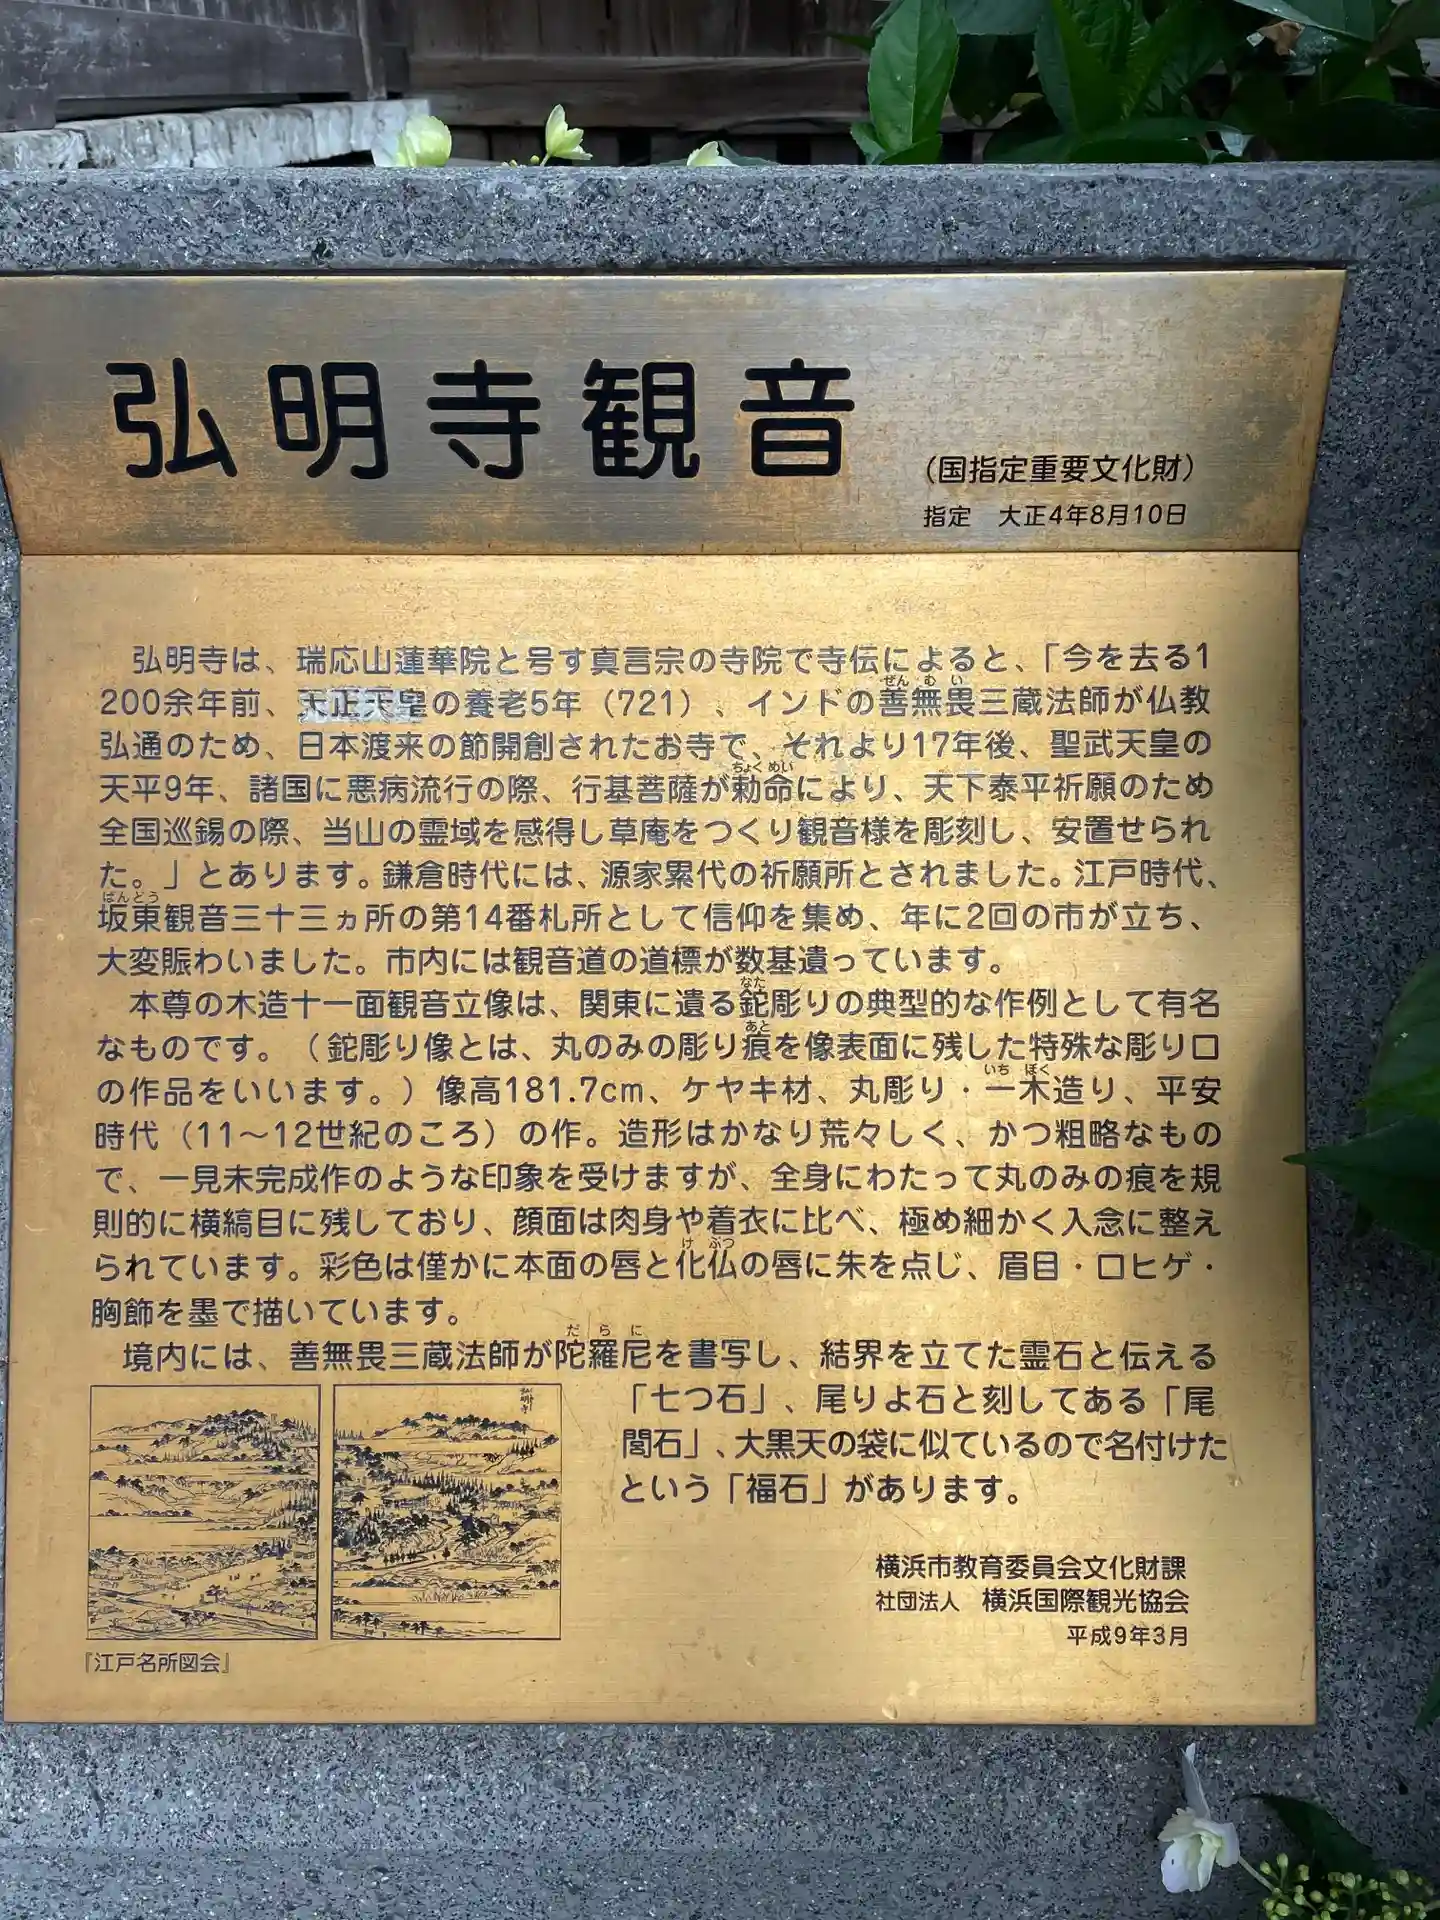 弘明寺観音
(国指定重要文化財)
指定 大正4年8月10日
弘明寺は、瑞応山蓮華院と号す真言宗の寺院で寺伝によると、「今を去る1
200余年前、天正天皇の養老5年(721)、インドの善無畏三蔵法師が仏教
弘通のため、日本渡来の節開創されたお寺で、それより17年後、聖武天皇の
天平9年、諸国に悪病流行の際、行基菩薩が勅命により、天下泰平祈願のため
全国巡錫の際、当山の霊域を感得し草庵をつくり観音様を彫刻し、安置せられ
た。」とあります。鎌倉時代には、源家累代の祈願所とされました。江戸時代、
坂東観音三十三ヵ所の第14番札所として信仰を集め、年に2回の市が立ち、
大変賑わいました。市内には観音道の道標が数基遺っています。
本尊の木造十一面観音立像は、関東に遺る鉈彫りの典型的な作例として有名
なものです。(鉈彫り像とは、丸のみの彫り痕を像表面に残した特殊な彫り口
の作品をいいます。)像高181.7cm、ケヤキ材、丸彫り・一木造り、平安
時代(11～12世紀のころ)の作。造形はかなり荒々しく、かつ粗略なもの
で、一見未完成作のような印象を受けますが、全身にわたって丸のみの痕を規
則的に横縞目に残しており、顔面は肉身や着衣に比べ、極め細かく入念に整え
られています。彩色は僅かに本面の唇と化仏の唇に朱を点じ、眉目・口ヒゲ・
胸飾を墨で描いています。
境内には、善無畏三蔵法師が陀羅尼を書写し、結界を立てた霊石と伝える
「七つ石」、尾りよ石と刻してある「尾
閭石」、大黒天の袋に似ているので名付けた
という「福石」があります。
弘明寺
『江戸名所図会』
横浜市教育委員会文化財課
社団法人 横浜国際観光協会
平成9年3月